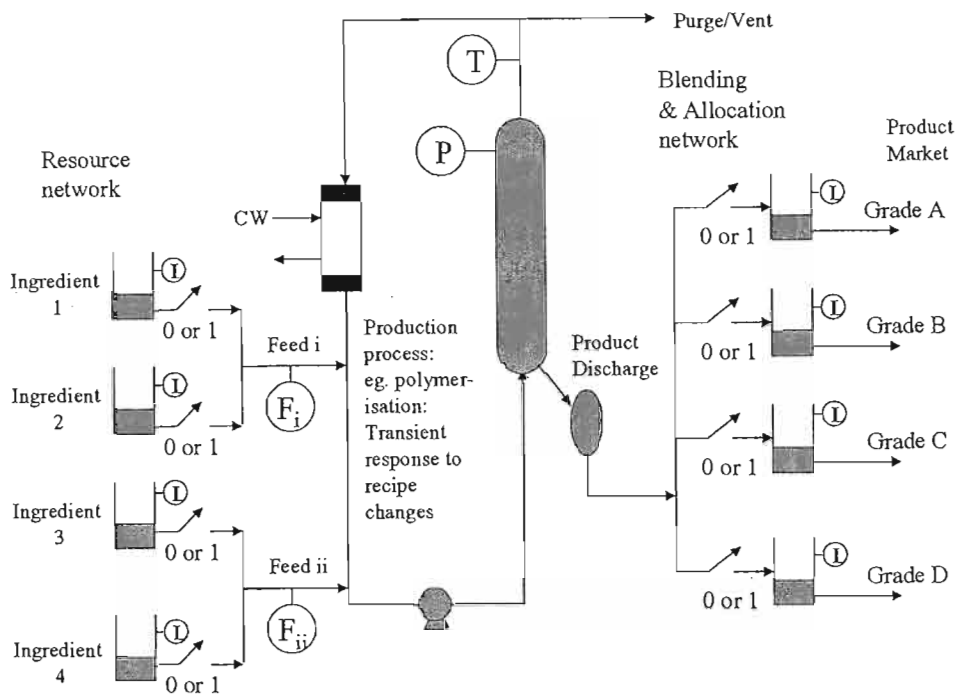 Purge/Vent
T
Blending
& Allocation
network
Product
Market
P
Resource
network
CW
L
Grade A
0 or 1
Ingredient
1
L
0 or 1
Feed i
F i
Ingredient
2
L
0 or 1
Production
process:
eg. polymer-
isation:
Transient
response to
recipe
changes
Product
Discharge
L
Grade B
0 or 1
L
Grade C
0 or 1
Ingredient
3
L
0 or 1
Feed ii
F ii
Ingredient
4
L
0 or 1
L
Grade D
0 or 1